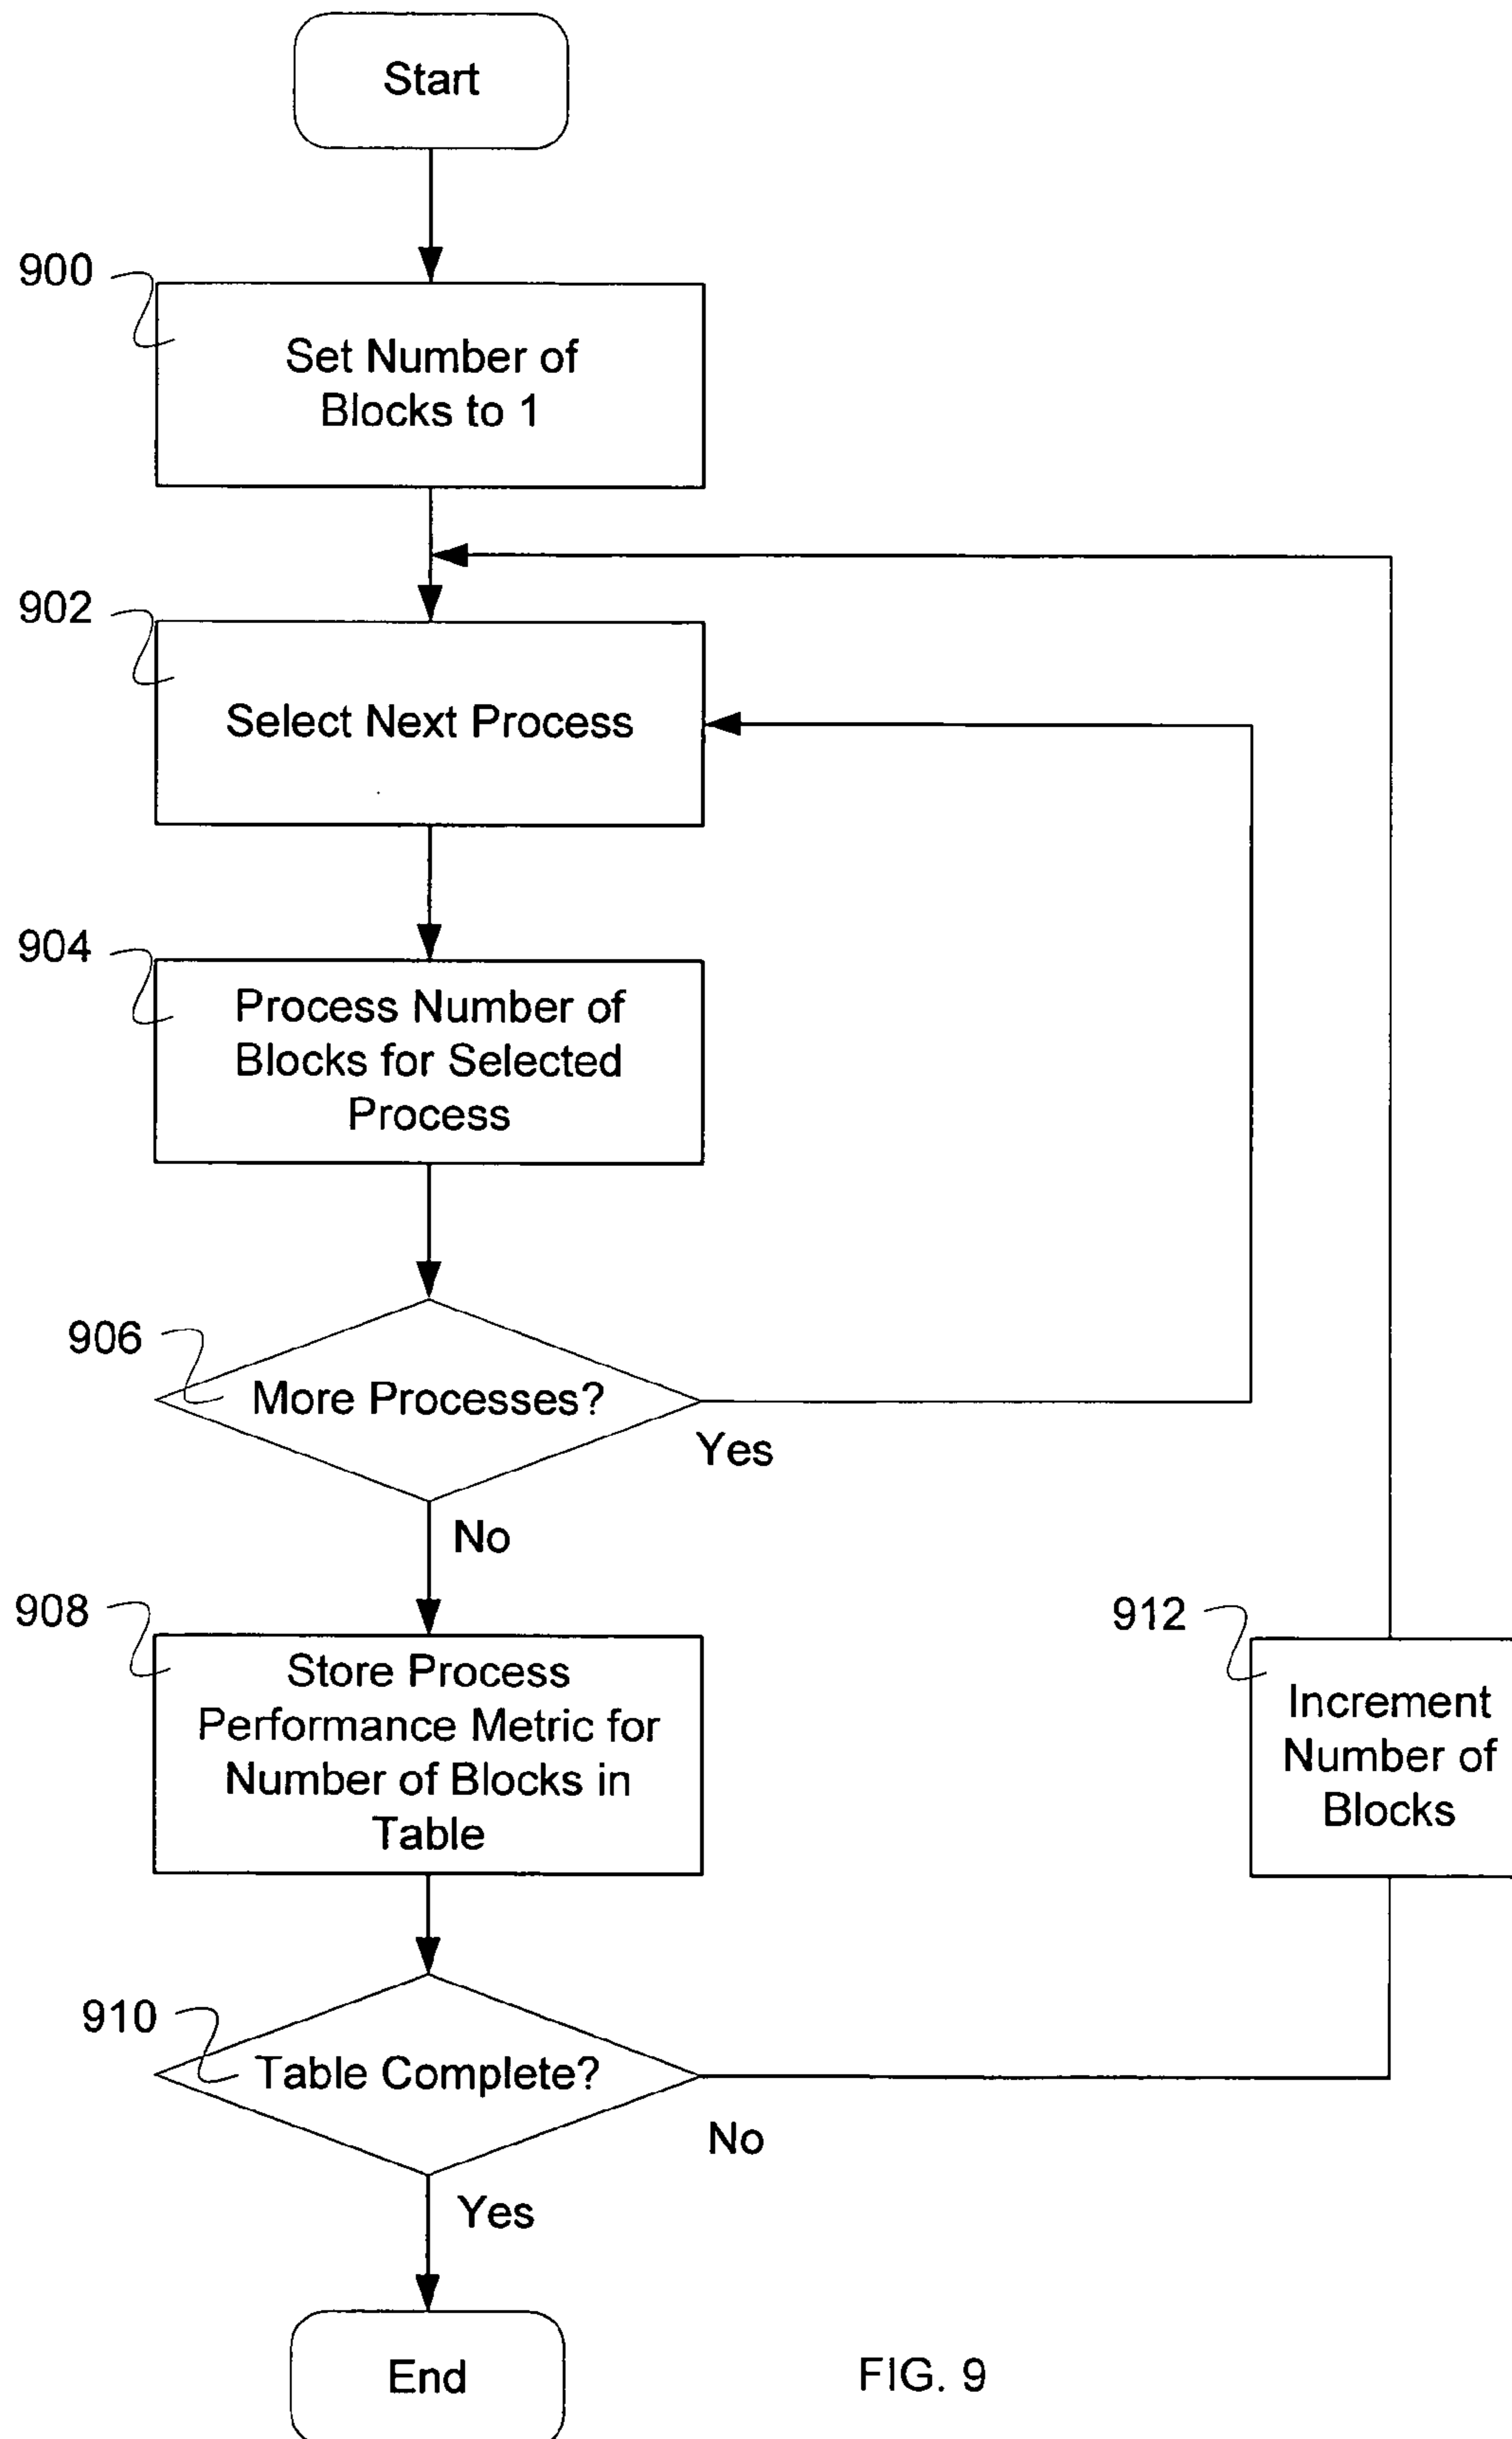 Start
900
Set Number of
Blocks to 1
902
Select Next Process
904
Process Number of
Blocks for Selected
Process
906
More Processes?
Yes
No
908
Store Process
Performance Metric for
Number of Blocks in
Table
912
Increment
Number of
Blocks
910
Table Complete?
No
Yes
End
FIG. 9